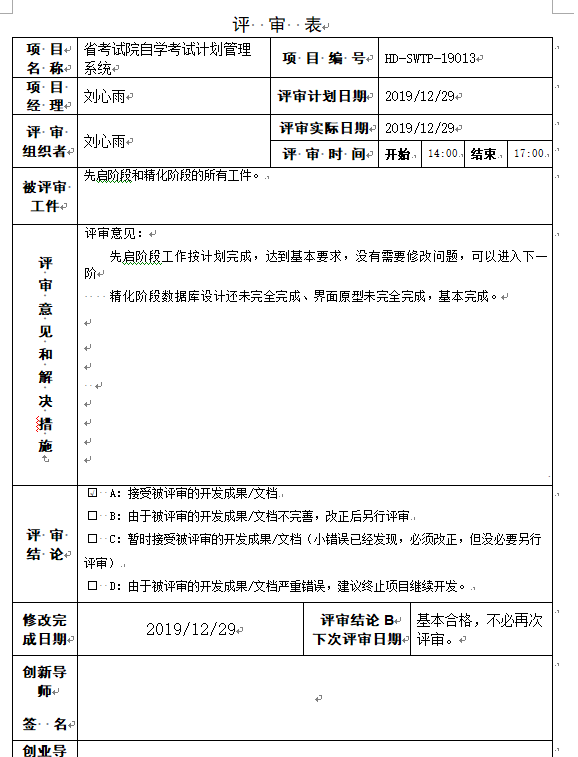 评 审 表
项 目 省考试院自学考试计划管理 项 目 编 号 HD-SWTP-19013
名 称 系统
项 目 刘心雨 评审计划日期 2019/12/29
经 理
评 审 刘心雨 评审实际日期 2019/12/29
组织者 评 审 时 间 开始 14:00 结束 17:00
被评审 先启阶段和精化阶段的所有工件。
工件
评审意见：
先启阶段工作按计划完成，达到基本要求，没有需要修改问题，可以进入下一
阶
精化阶段数据库设计还未完全完成、界面原型未完全完成，基本完成。
评
审
意
见
和
解
决
措
施
☑ A：接受被评审的开发成果/文档
□ B：由于被评审的开发成果/文档不完善，改正后另行评审
评 审 □ C：暂时接受被评审的开发成果/文档（小错误已经发现，必须改正，但没必要另行
结 论 评审）
□ D：由于被评审的开发成果/文档严重错误，建议终止项目继续开发。
修改完 2019/12/29 评审结论 B 基本合格，不必再次
成日期 下次评审日期 评审。
创新导
师
签 名
创业导